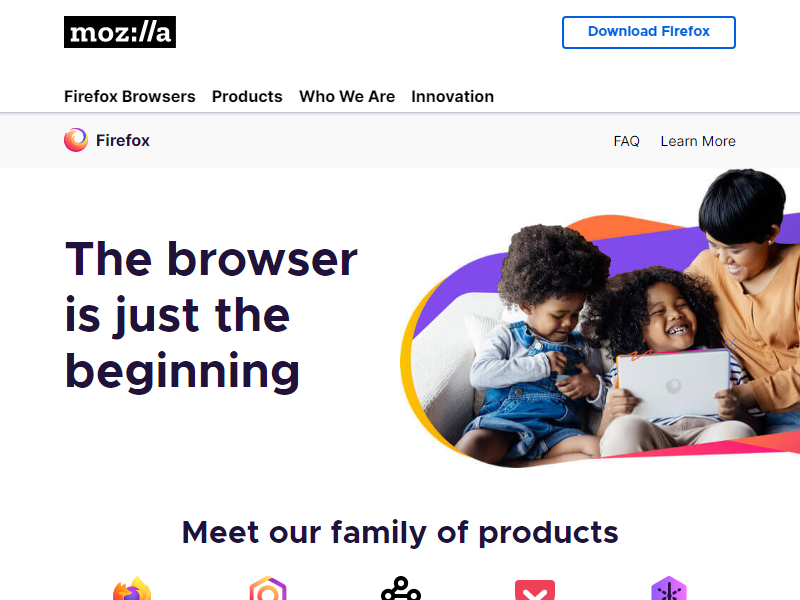 moz://a
Download Firefox
Firefox Browsers Products Who We Are Innovation
Firefox
FAQ Learn More
The browser
is just the
beginning
Meet our family of products